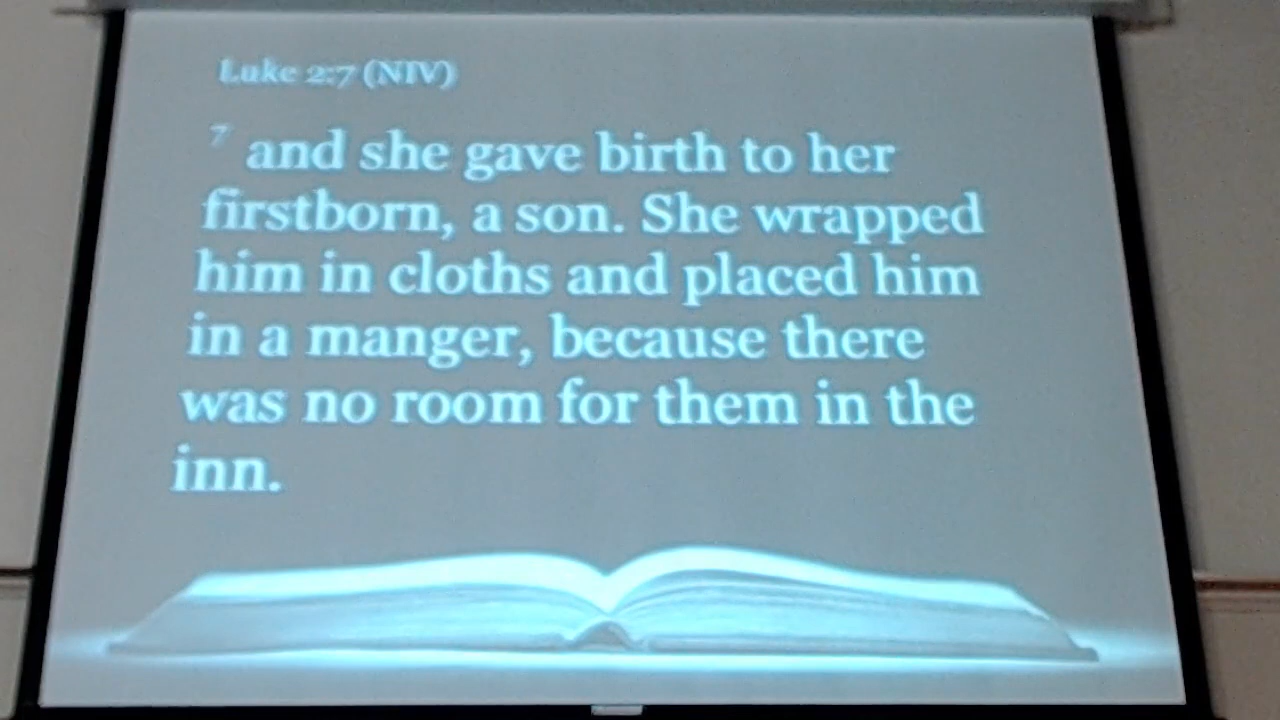 Luke 2:7 (NIV)
7 and she gave birth to her
firstborn, a son. She wrapped
him in cloths and placed him
in a manger, because there
was no room for them in the
inn.